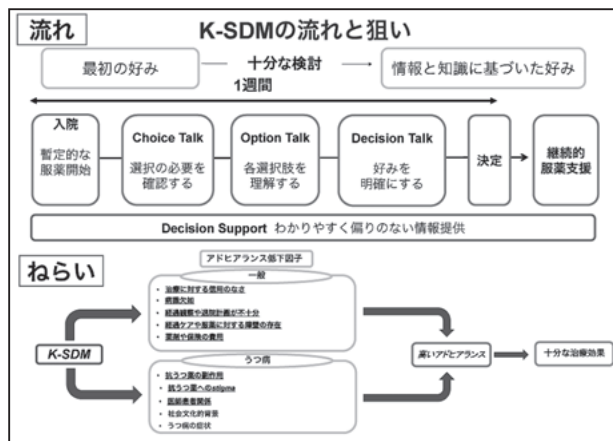 流れ
K-SDMの流れと狙い
最初の好み
十分な検討
1週間
情報と知識に基づいた好み
入院
暫定的な
服薬開始
Choice Talk
選択の必要を
確認する
Option Talk
各選択肢を
理解する
Decision Talk
好みを
明確にする
決定
継続的
服薬支援
Decision Support わかりやすく偏りのない情報提供
ねらい
アドヒアランス低下因子
一般
• 治療に対する信用のなさ
• 病識欠如
• 経過観察や退院計画が不十分
• 経過ケアや服薬に対する障壁の存在
• 薬剤や保険の費用
K-SDM
うつ病
• 抗うつ薬の副作用
• 抗うつ薬へのstigma
• 医師患者関係
• 社会文化的背景
• うつ病の症状
高いアドヒアランス
十分な治療効果